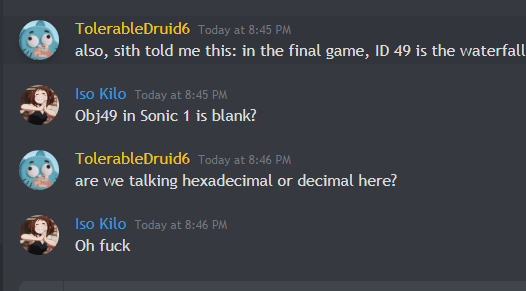 TolerableDruid6 Today at 8:45 PM
also, sith told me this: in the final game, ID 49 is the waterfall
Iso Kilo Today at 8:45 PM
Obj49 in Sonic 1 is blank?
TolerableDruid6 Today at 8:46 PM
are we talking hexadecimal or decimal here?
Iso Kilo Today at 8:46 PM
Oh fuck